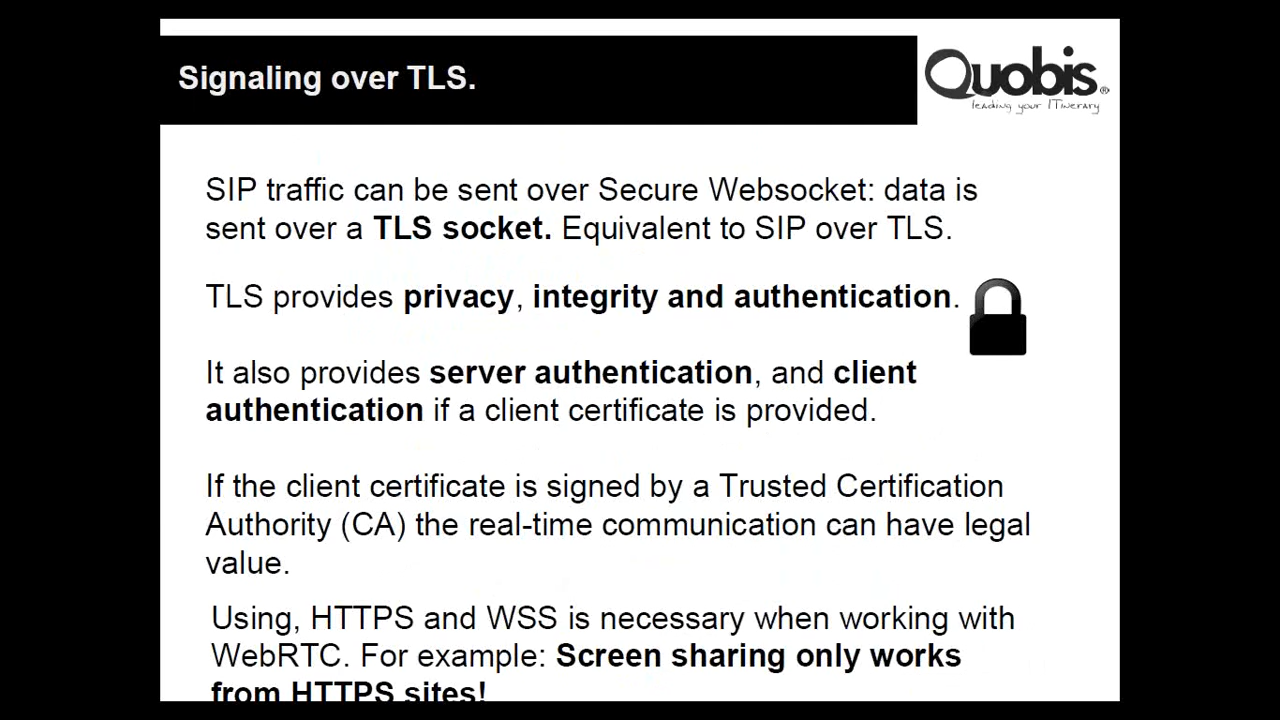 Signaling over TLS.
Quobis®
leading your ITinerary
SIP traffic can be sent over Secure Websocket: data is
sent over a TLS socket. Equivalent to SIP over TLS.
TLS provides privacy, integrity and authentication.
It also provides server authentication, and client
authentication if a client certificate is provided.
If the client certificate is signed by a Trusted Certification
Authority (CA) the real-time communication can have legal
value.
Using, HTTPS and WSS is necessary when working with
WebRTC. For example: Screen sharing only works
from HTTPS sites!